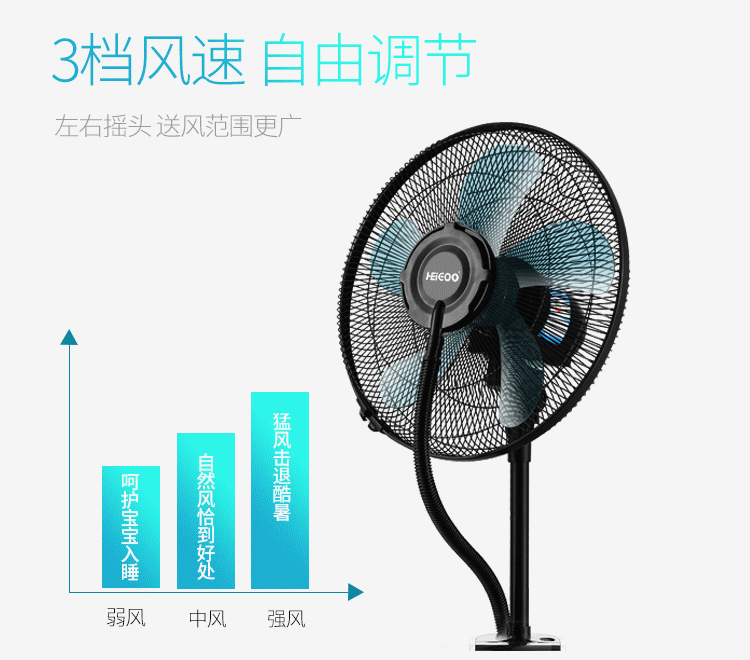 3档风速 自由调节
左右摇头 送风范围更广
HEIGOO
呵护宝宝入睡
自然风恰到好处
猛风击退酷暑
弱风
中风
强风